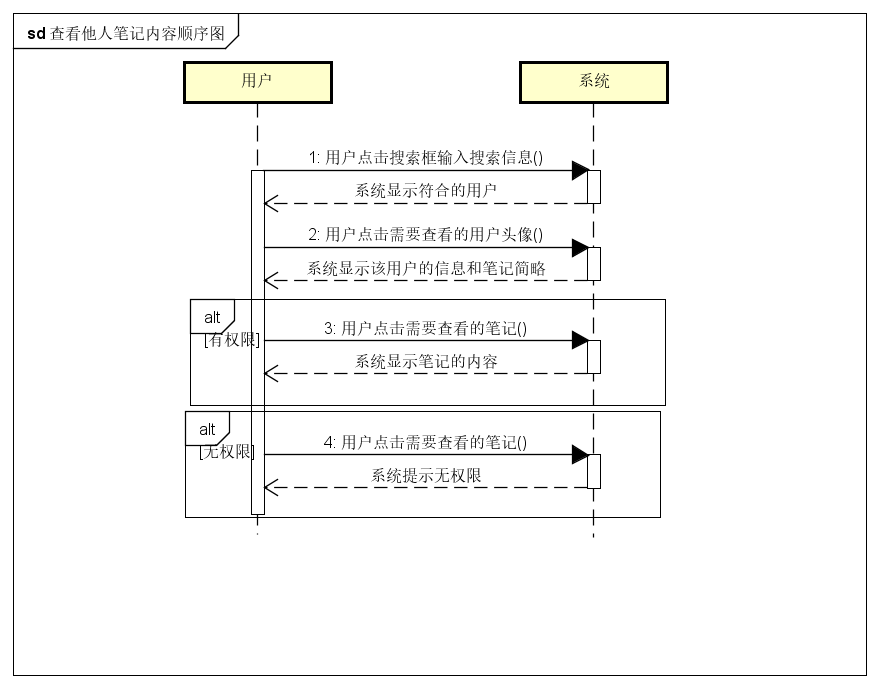 sd 查看他人笔记内容顺序图
用户
系统
1: 用户点击搜索框输入搜索信息()
系统显示符合的用户
2: 用户点击需要查看的用户头像()
系统显示该用户的信息和笔记简略
alt
[有权限]
3: 用户点击需要查看的笔记()
系统显示笔记的内容
alt
[无权限]
4: 用户点击需要查看的笔记()
系统提示无权限